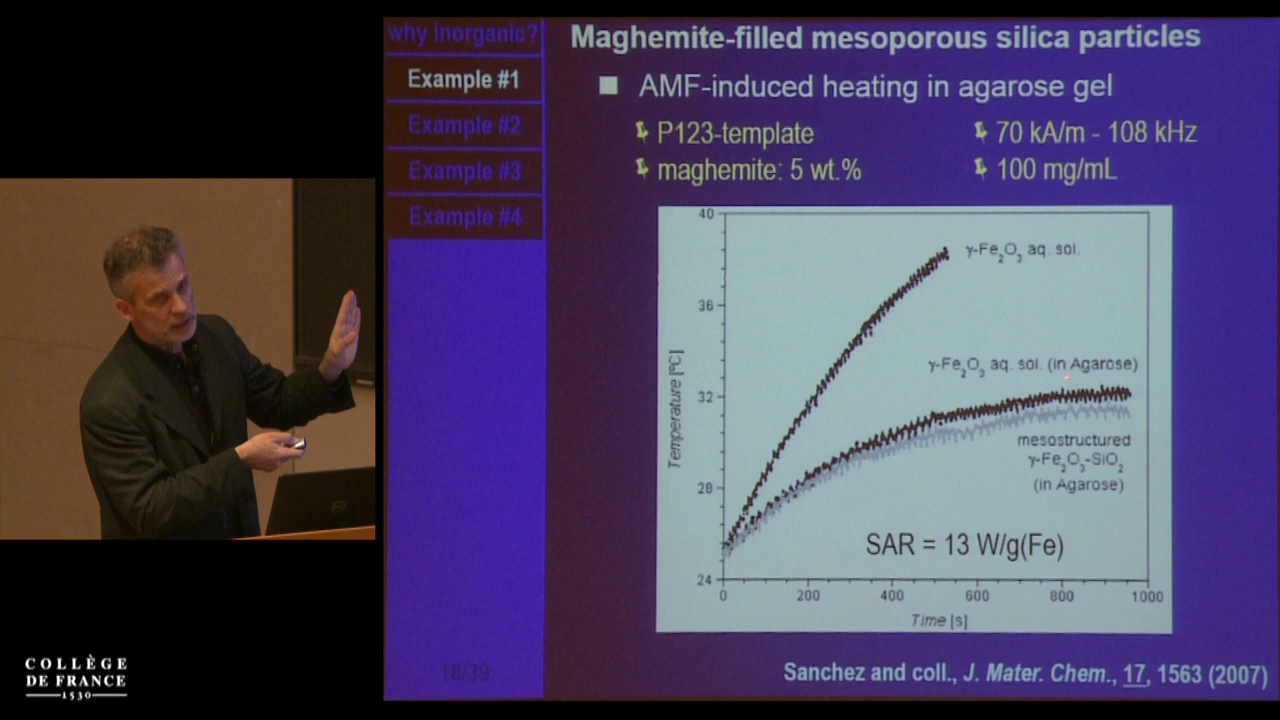 why inorganic?
Example #1
Example #2
Example #3
Example #4
Maghemite-filled mesoporous silica particles
AMF-induced heating in agarose gel
P123-template
70 kA/m - 108 kHz
maghemite: 5 wt.%
100 mg/mL
40
36
32
28
24
Temperature [ºC]
γ-Fe₂O₃ aq. sol.
γ-Fe₂O₃ aq. sol. (in Agarose)
mesostructured
γ-Fe₂O₃-SiO₂
(in Agarose)
SAR = 13 W/g(Fe)
0 200 400 600 800 1000
Time [s]
18/39
Sanchez and coll., J. Mater. Chem., 17, 1563 (2007)
COLLÈGE
DE FRANCE
1530
DELL